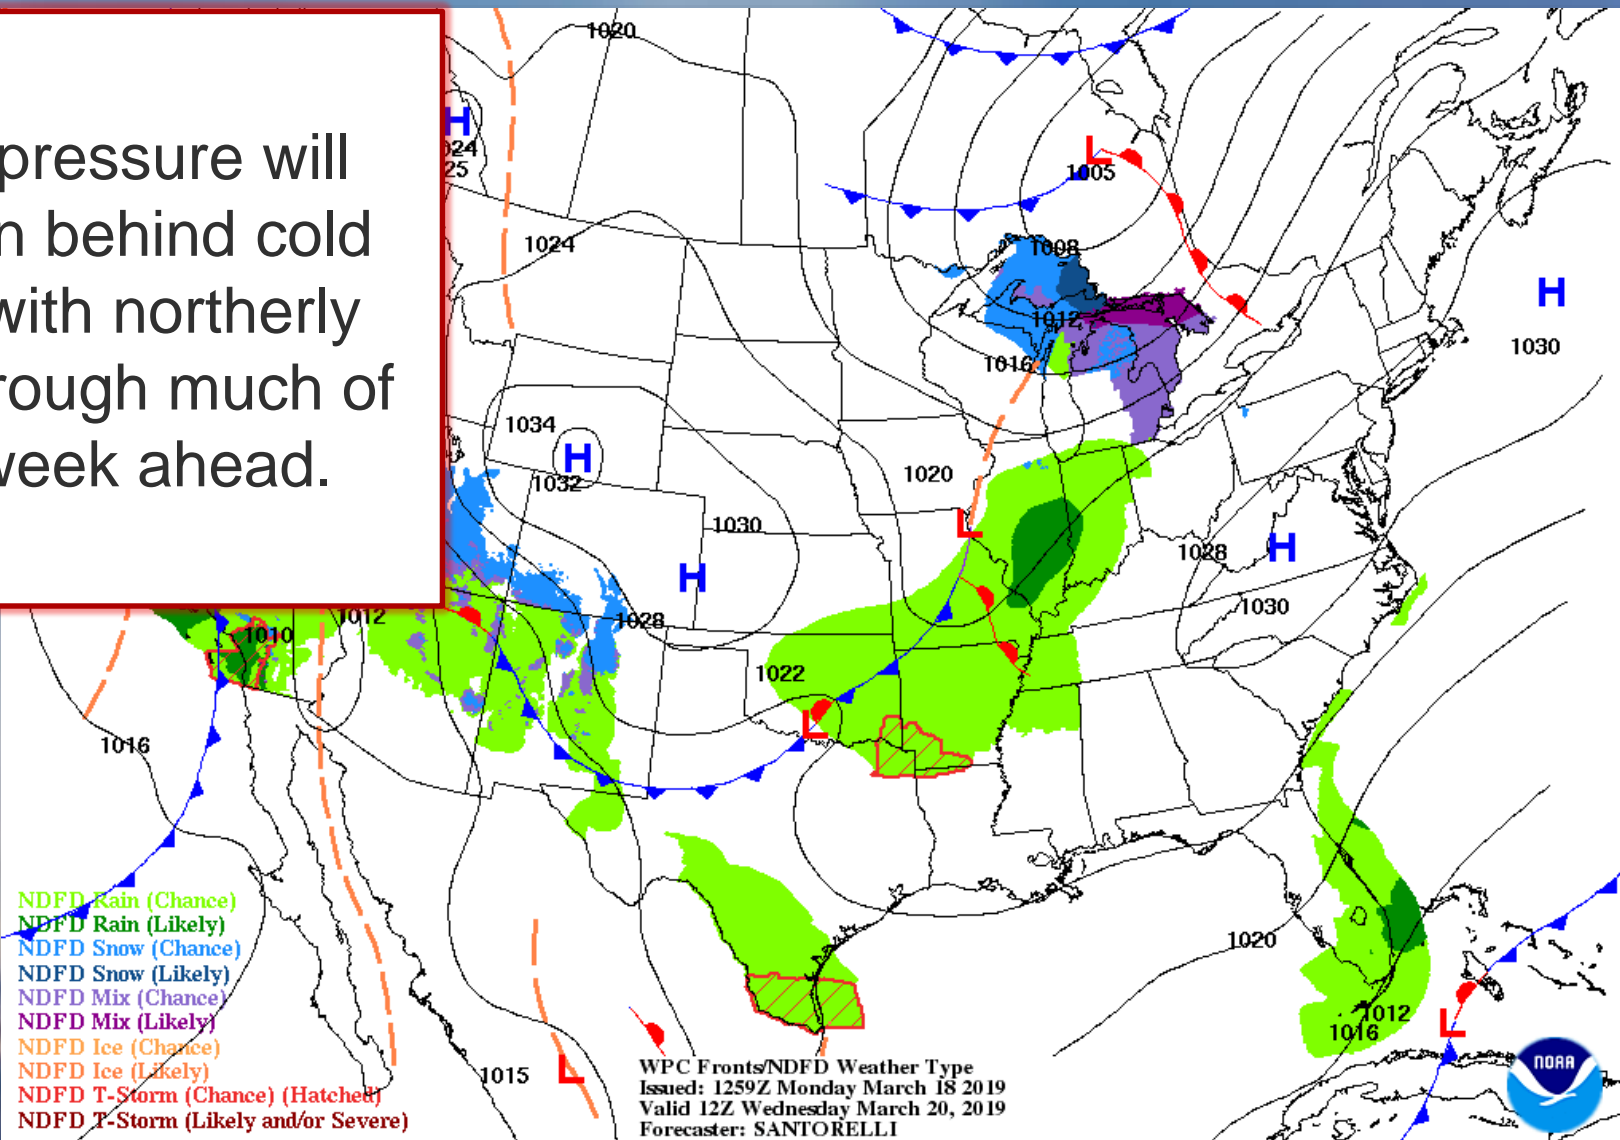 pressure will
n behind cold
with northerly
rough much of
week ahead.
1020
H
24
25
L
1005
1024
1008
H
1012
1030
1016
1034
H
1032
1020
1030
L
1028
H
H
1028
1030
1012
1010
1022
L
1016
NDFD Rain (Chance)
NDFD Rain (Likely)
NDFD Snow (Chance)
NDFD Snow (Likely)
NDFD Mix (Chance)
NDFD Mix (Likely)
NDFD Ice (Chance)
NDFD Ice (Likely)
NDFD T-Storm (Chance) (Hatched)
NDFD T-Storm (Likely and/or Severe)
1020
1012
1016
L
1015
L
WPC Fronts/NDFD Weather Type
Issued: 1259Z Monday March 18 2019
Valid 12Z Wednesday March 20, 2019
Forecaster: SANTORELLI
NOAA